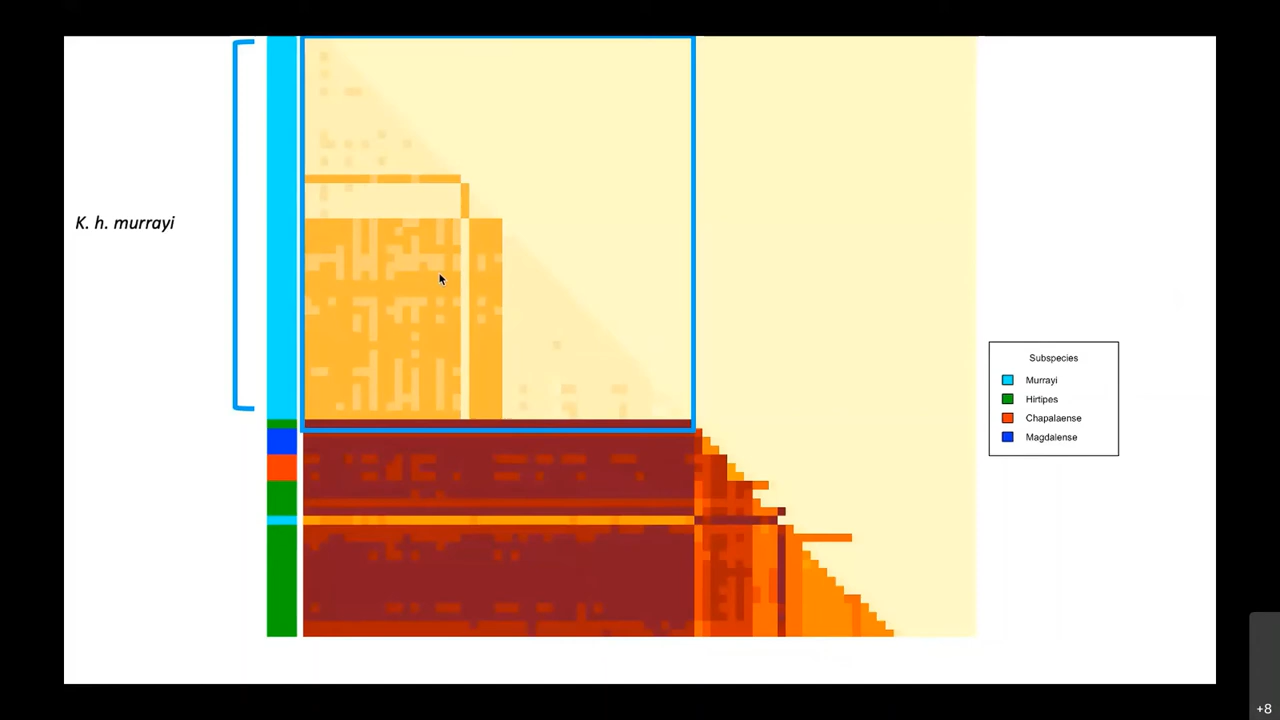 K. h. murrayi
Subspecies
Murrayi
Hirtipes
Chapalaense
Magdalense
+8